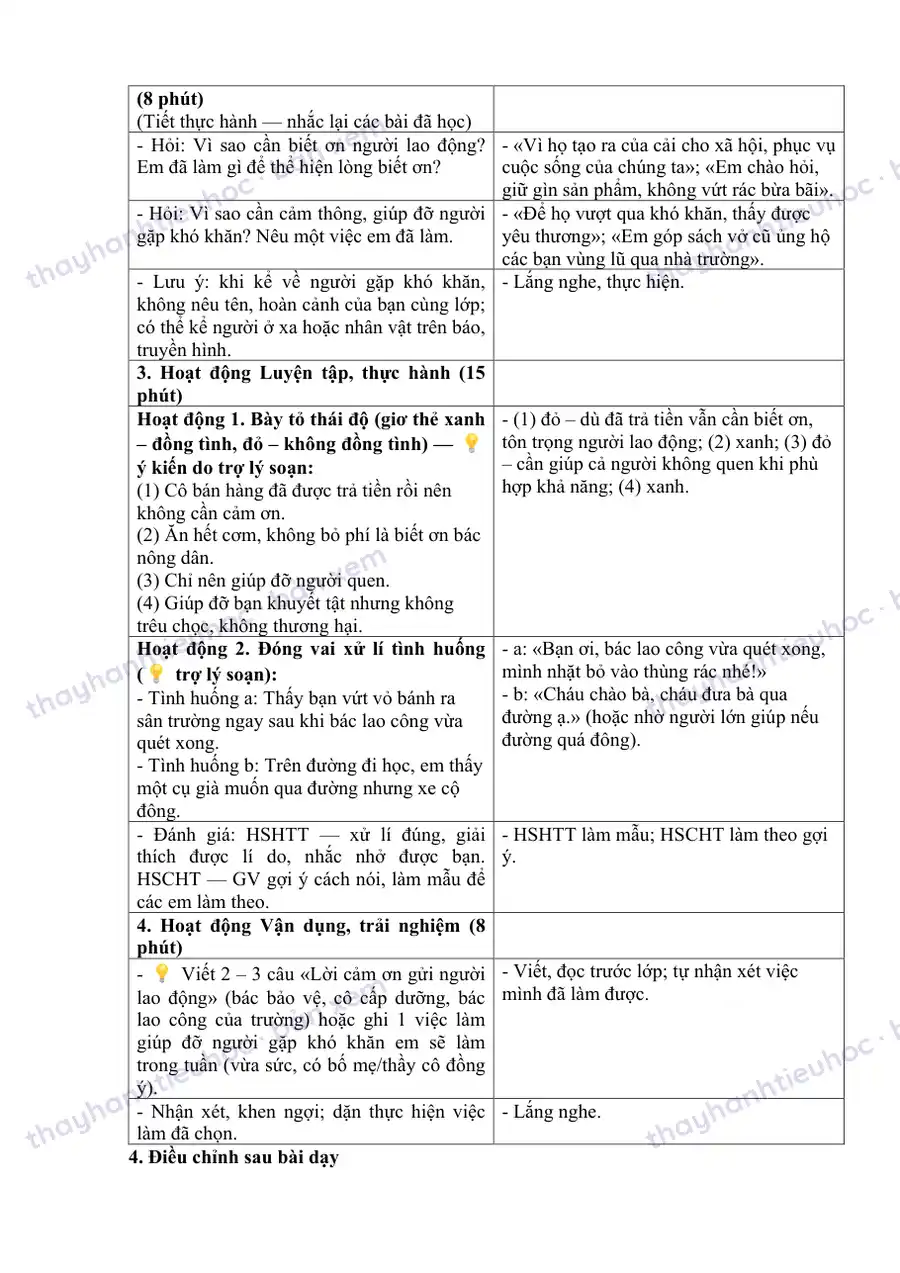 (8 phút)
(Tiết thực hành — nhắc lại các bài đã học)
- Hỏi: Vì sao cần biết ơn người lao động?
Em đã làm gì để thể hiện lòng biết ơn?
- «Vì họ tạo ra của cải cho xã hội, phục vụ
cuộc sống của chúng ta»; «Em chào hỏi,
giữ gìn sản phẩm, không vứt rác bừa bãi».
- Hỏi: Vì sao cần cảm thông, giúp đỡ người
gặp khó khăn? Nêu một việc em đã làm.
- «Để họ vượt qua khó khăn, thấy được
yêu thương»; «Em góp sách vở cũ ủng hộ
các bạn vùng lũ qua nhà trường».
- Lưu ý: khi kể về người gặp khó khăn,
không nêu tên, hoàn cảnh của bạn cùng lớp;
có thể kể người ở xa hoặc nhân vật trên báo,
truyền hình.
- Lắng nghe, thực hiện.
3. Hoạt động Luyện tập, thực hành (15
phút)
Hoạt động 1. Bày tỏ thái độ (giơ thẻ xanh
– đồng tình, đỏ – không đồng tình) — 💡
ý kiến do trợ lý soạn:
(1) Cô bán hàng đã được trả tiền rồi nên
không cần cảm ơn.
(2) Ăn hết cơm, không bỏ phí là biết ơn bác
nông dân.
(3) Chỉ nên giúp đỡ người quen.
(4) Giúp đỡ bạn khuyết tật nhưng không
trêu chọc, không thương hại.
- (1) đỏ – dù đã trả tiền vẫn cần biết ơn,
tôn trọng người lao động; (2) xanh; (3) đỏ
– cần giúp cả người không quen khi phù
hợp khả năng; (4) xanh.
Hoạt động 2. Đóng vai xử lí tình huống
(💡 trợ lý soạn):
- Tình huống a: Thấy bạn vứt vỏ bánh ra
sân trường ngay sau khi bác lao công vừa
quét xong.
- Tình huống b: Trên đường đi học, em thấy
một cụ già muốn qua đường nhưng xe cộ
đông.
- a: «Bạn ơi, bác lao công vừa quét xong,
mình nhặt bỏ vào thùng rác nhé!»
- b: «Cháu chào bà, cháu đưa bà qua
đường ạ.» (hoặc nhờ người lớn giúp nếu
đường quá đông).
- Đánh giá: HSHTT — xử lí đúng, giải
thích được lí do, nhắc nhở được bạn.
HSCHT — GV gợi ý cách nói, làm mẫu để
các em làm theo.
- HSHTT làm mẫu; HSCHT làm theo gợi
ý.
4. Hoạt động Vận dụng, trải nghiệm (8
phút)
- 💡 Viết 2 – 3 câu «Lời cảm ơn gửi người
lao động» (bác bảo vệ, cô cấp dưỡng, bác
lao công của trường) hoặc ghi 1 việc làm
giúp đỡ người gặp khó khăn em sẽ làm
trong tuần (vừa sức, có bố mẹ/thầy cô đồng
ý).
- Viết, đọc trước lớp; tự nhận xét việc
mình đã làm được.
- Nhận xét, khen ngợi; dặn thực hiện việc
làm đã chọn.
- Lắng nghe.
4. Điều chỉnh sau bài dạy
thayhanhtieuhoc · bản xem
thayhanhtieuhoc · b
thayhanhtieuhoc · bản xem
thayhanhtieuhoc · b
thayhanhtieuhoc · bản xem
thayhanhtieuhoc · b